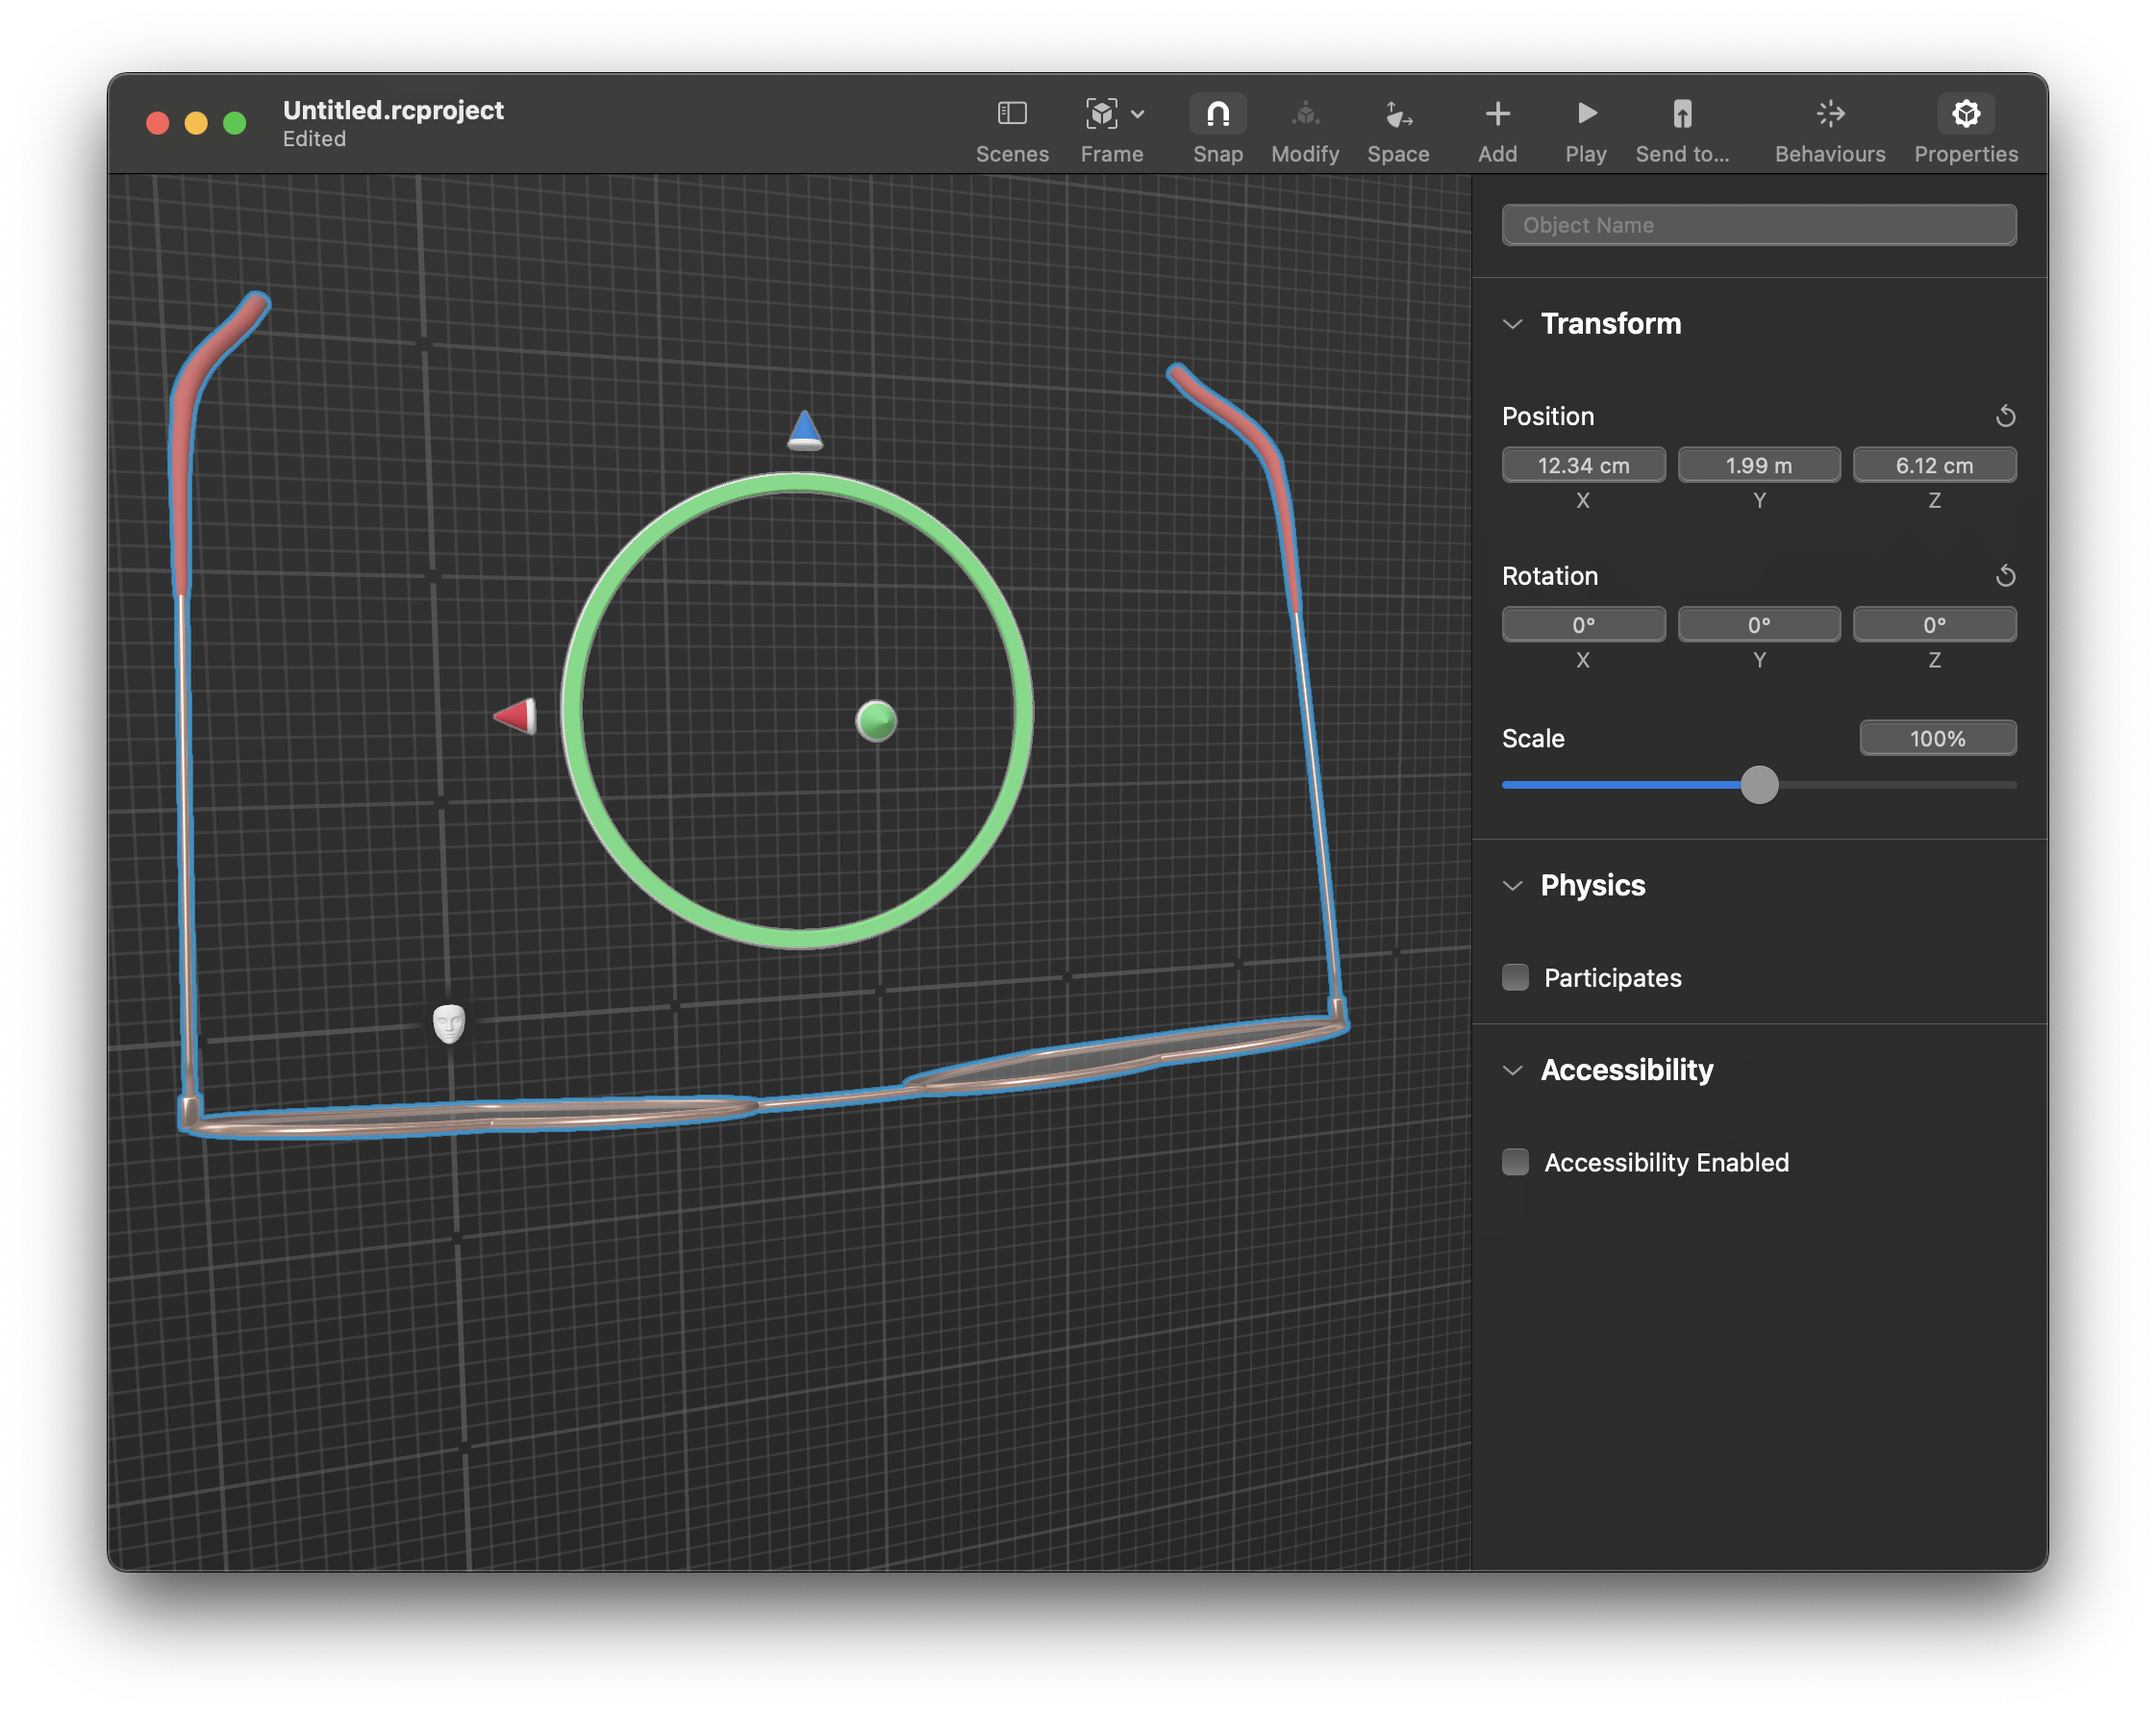 Untitled.rcproject
Edited
Scenes
Frame
Snap
Modify
Space
Add
Play
Send to...
Behaviours
Properties
Object Name
Transform
Position
12.34 cm 1.99 m 6.12 cm
X Y Z
Rotation
0° 0° 0°
X Y Z
Scale 100%
Physics
Participates
Accessibility
Accessibility Enabled